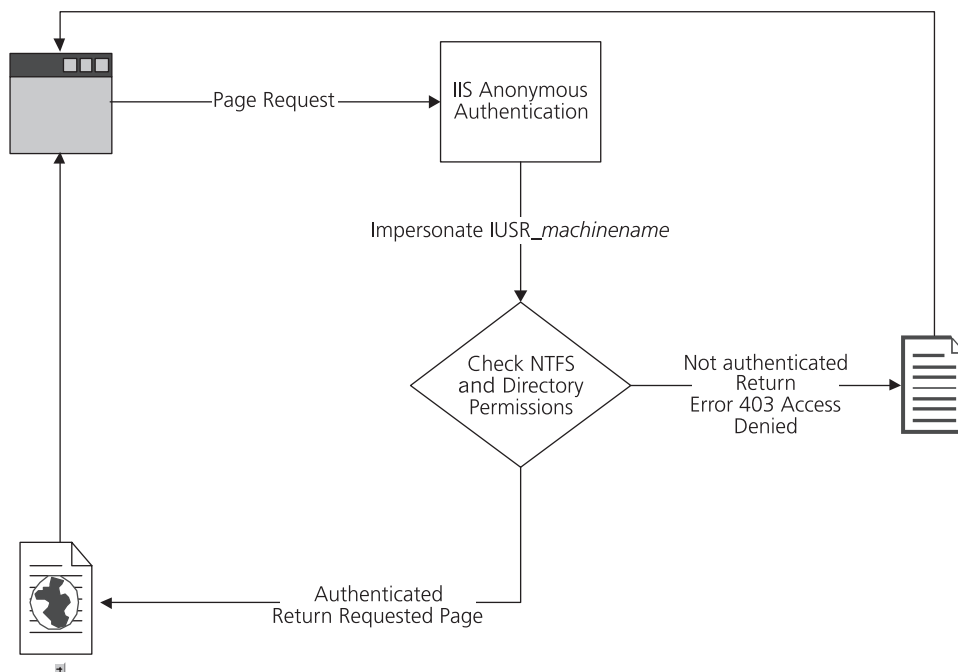 Page Request
IIS Anonymous
Authentication
Impersonate IUSR_machinename
Check NTFS
and Directory
Permissions
Not authenticated
Return
Error 403 Access
Denied
Authenticated
Return Requested Page